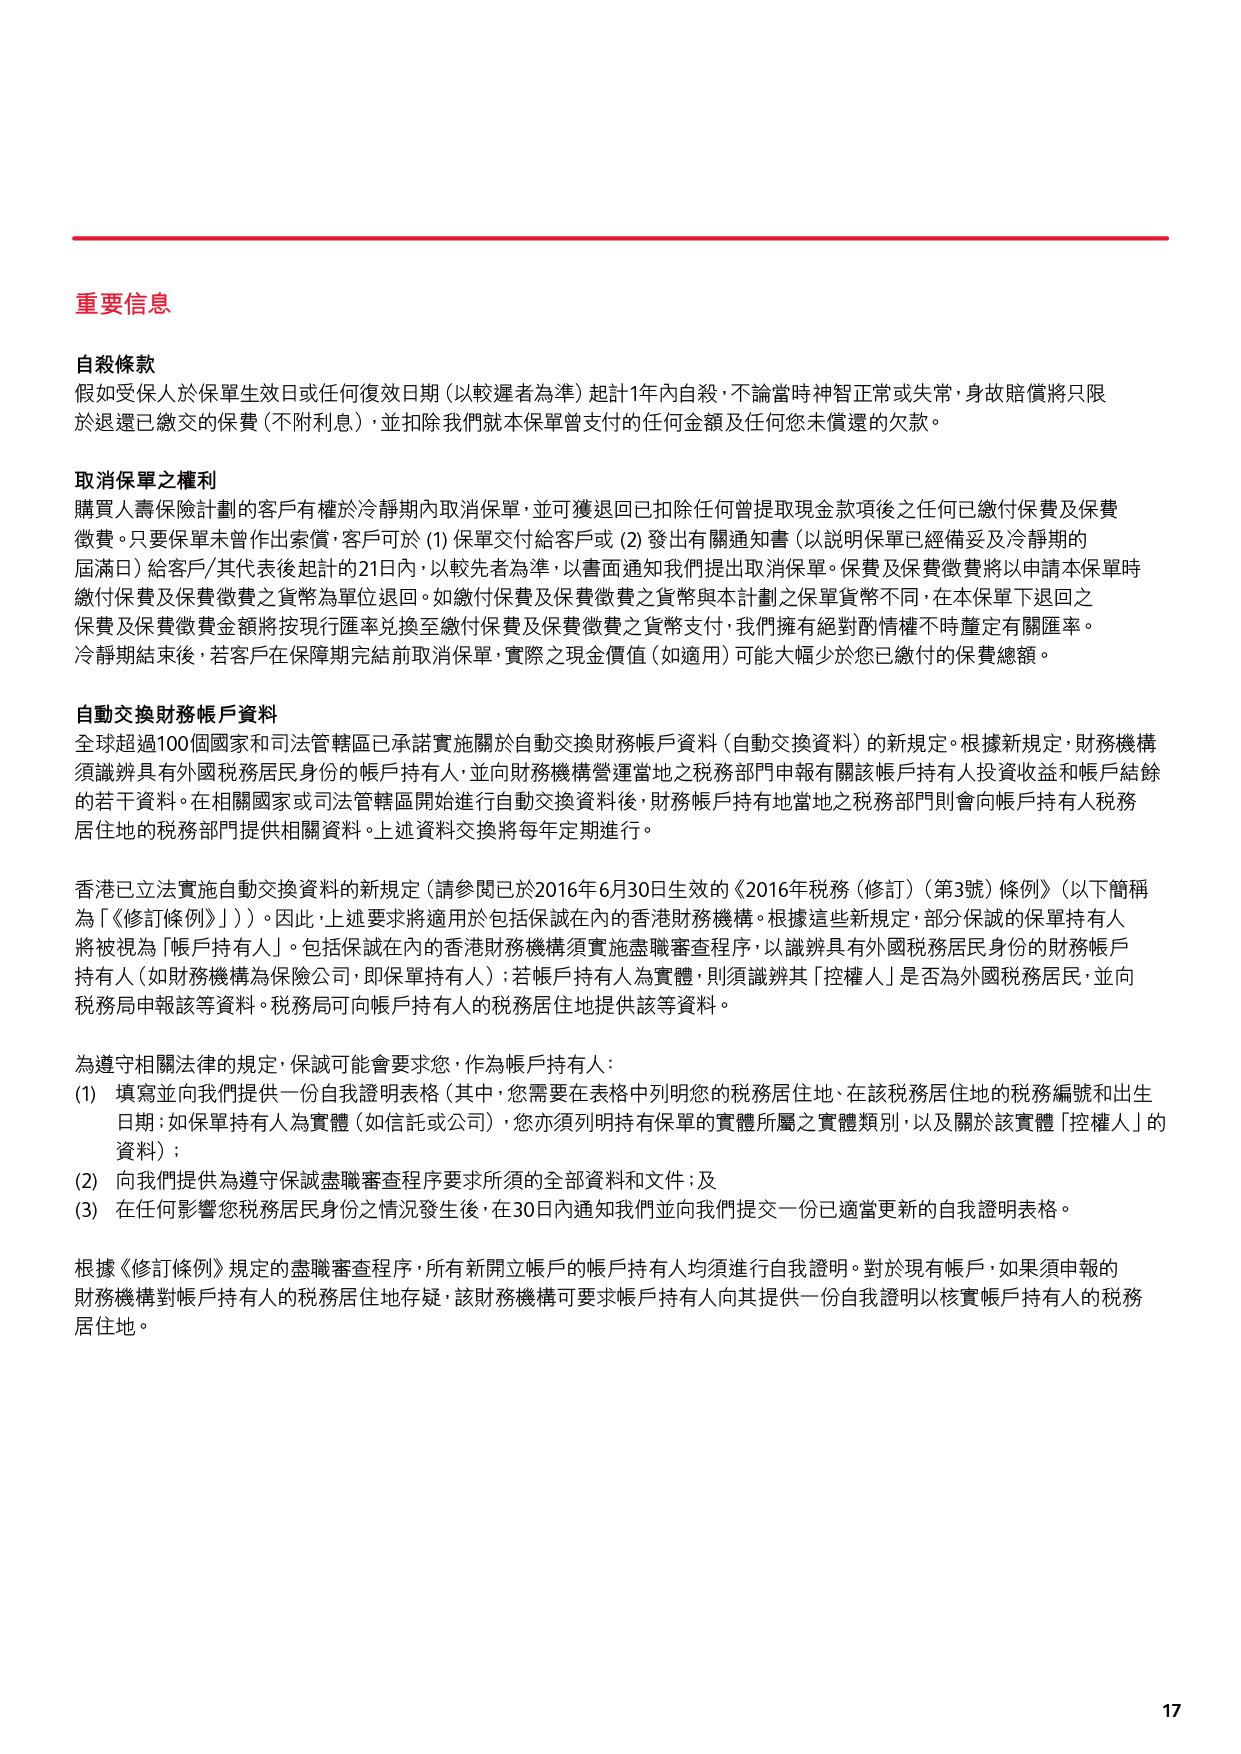 重要信息
自殺條款
假如受保人於保單生效日或任何復效日期（以較遲者為準）起計1年內自殺，不論當時神智正常或失常，身故賠償將只限
於退還已繳交的保費（不附利息），並扣除我們就本保單曾支付的任何金額及任何您未償還的欠款。
取消保單之權利
購買人壽保險計劃的客戶有權於冷靜期內取消保單，並可獲退回已扣除任何曾提取現金款項後之任何已繳付保費及保費
徵費。只要保單未曾作出索償，客戶可於 (1) 保單交付給客戶或 (2) 發出有關通知書（以説明保單已經備妥及冷靜期的
屆滿日）給客戶/其代表後起計的21日內，以較先者為準，以書面通知我們提出取消保單。保費及保費徵費將以申請本保單時
繳付保費及保費徵費之貨幣為單位退回。如繳付保費及保費徵費之貨幣與本計劃之保單貨幣不同，在本保單下退回之
保費及保費徵費金額將按現行匯率兑換至繳付保費及保費徵費之貨幣支付，我們擁有絕對酌情權不時釐定有關匯率。
冷靜期結束後，若客戶在保障期完結前取消保單，實際之現金價值（如適用）可能大幅少於您已繳付的保費總額。
自動交換財務帳戶資料
全球超過100個國家和司法管轄區已承諾實施關於自動交換財務帳戶資料（自動交換資料）的新規定。根據新規定，財務機構
須識辨具有外國税務居民身份的帳戶持有人，並向財務機構營運當地之税務部門申報有關該帳戶持有人投資收益和帳戶結餘
的若干資料。在相關國家或司法管轄區開始進行自動交換資料後，財務帳戶持有地當地之税務部門則會向帳戶持有人税務
居住地的税務部門提供相關資料。上述資料交換將每年定期進行。
香港已立法實施自動交換資料的新規定（請參閱已於2016年6月30日生效的《2016年税務（修訂）（第3號）條例》（以下簡稱
為「《修訂條例》」））。因此，上述要求將適用於包括保誠在內的香港財務機構。根據這些新規定，部分保誠的保單持有人
將被視為「帳戶持有人」。包括保誠在內的香港財務機構須實施盡職審查程序，以識辨具有外國税務居民身份的財務帳戶
持有人（如財務機構為保險公司，即保單持有人）；若帳戶持有人為實體，則須識辨其「控權人」是否為外國税務居民，並向
税務局申報該等資料。税務局可向帳戶持有人的税務居住地提供該等資料。
為遵守相關法律的規定，保誠可能會要求您，作為帳戶持有人：
(1) 填寫並向我們提供一份自我證明表格（其中，您需要在表格中列明您的税務居住地、在該税務居住地的税務編號和出生
日期；如保單持有人為實體（如信託或公司），您亦須列明持有保單的實體所屬之實體類別，以及關於該實體「控權人」的
資料）；
(2) 向我們提供為遵守保誠盡職審查程序要求所須的全部資料和文件；及
(3) 在任何影響您税務居民身份之情況發生後，在30日內通知我們並向我們提交一份已適當更新的自我證明表格。
根據《修訂條例》規定的盡職審查程序，所有新開立帳戶的帳戶持有人均須進行自我證明。對於現有帳戶，如果須申報的
財務機構對帳戶持有人的税務居住地存疑，該財務機構可要求帳戶持有人向其提供一份自我證明以核實帳戶持有人的税務
居住地。
17